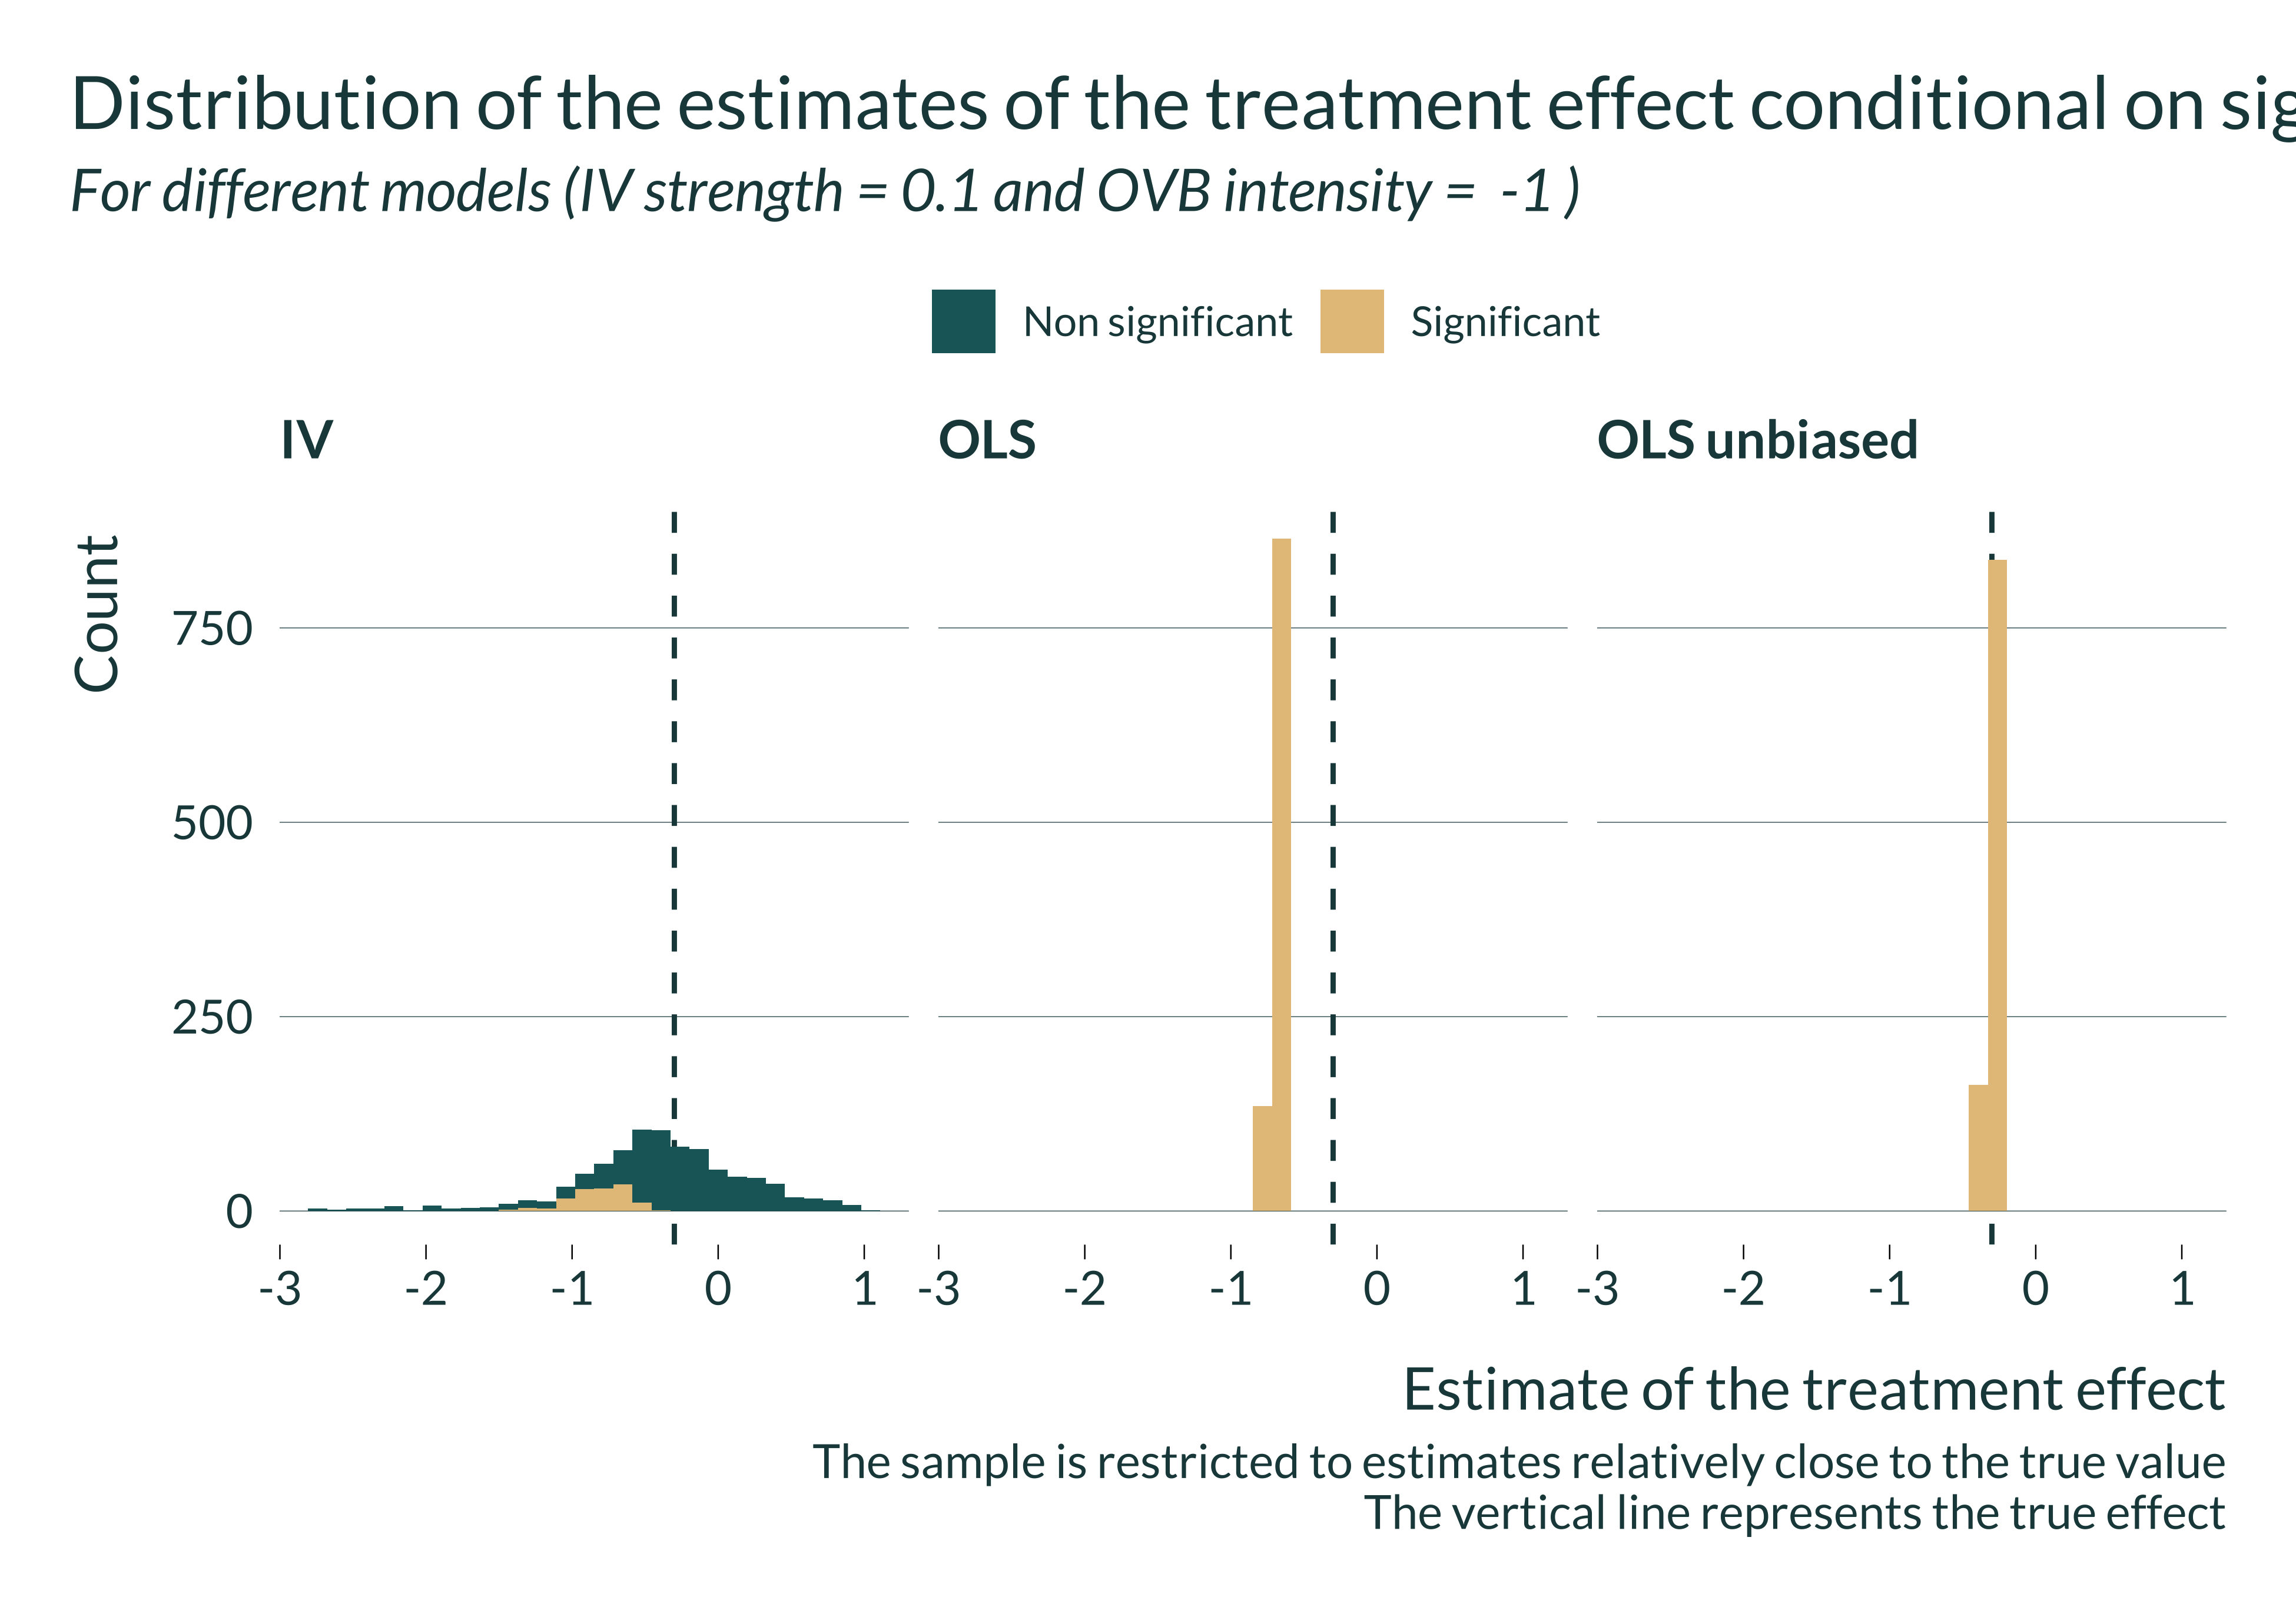 Distribution of the estimates of the treatment effect conditional on
For different models (IV strength = 0.1 and OVB intensity = -1 )
Non significant Significant
IV OLS OLS unbiased
Count
750
500
250
0
-3 -2 -1 0 1 -3 -2 -1 0 1 -3 -2 -1 0 1
Estimate of the treatment effect
The sample is restricted to estimates relatively close to the true value
The vertical line represents the true effect